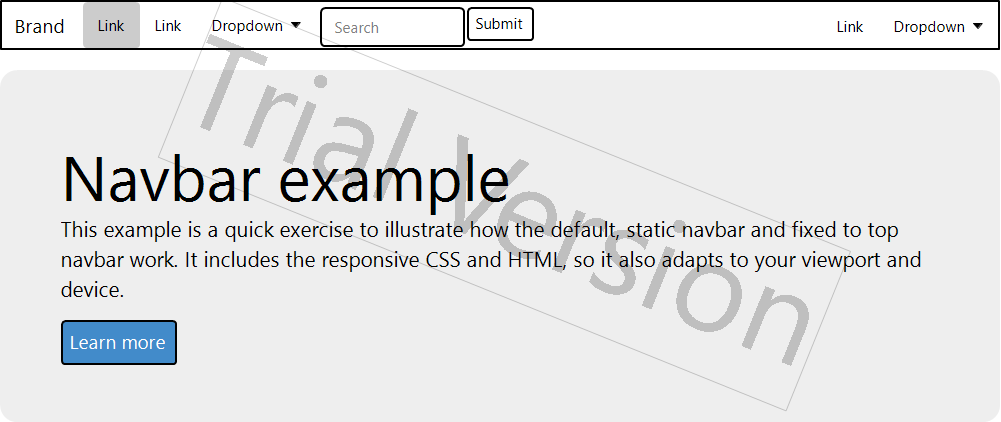 Brand Link Link Dropdown Search Submit Link Dropdown
Trial Version
Navbar example
This example is a quick exercise to illustrate how the default, static navbar and fixed to top
navbar work. It includes the responsive CSS and HTML, so it also adapts to your viewport and
device.
Learn more